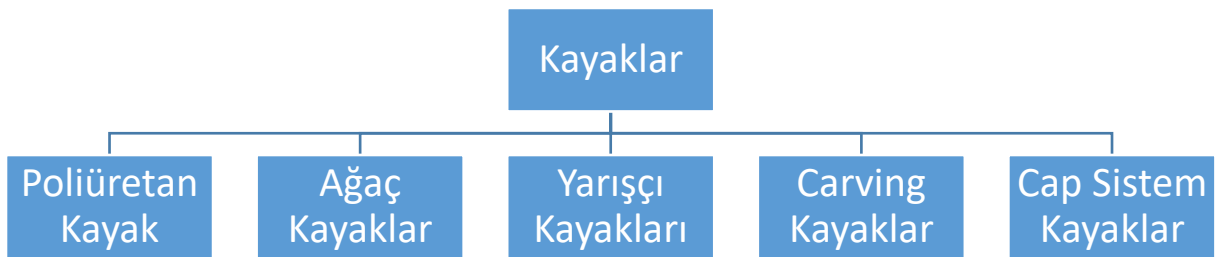 Kayaklar
Poliüretan
Kayak
Ağaç
Kayaklar
Yarışçı
Kayakları
Carving
Kayaklar
Cap Sistem
Kayaklar